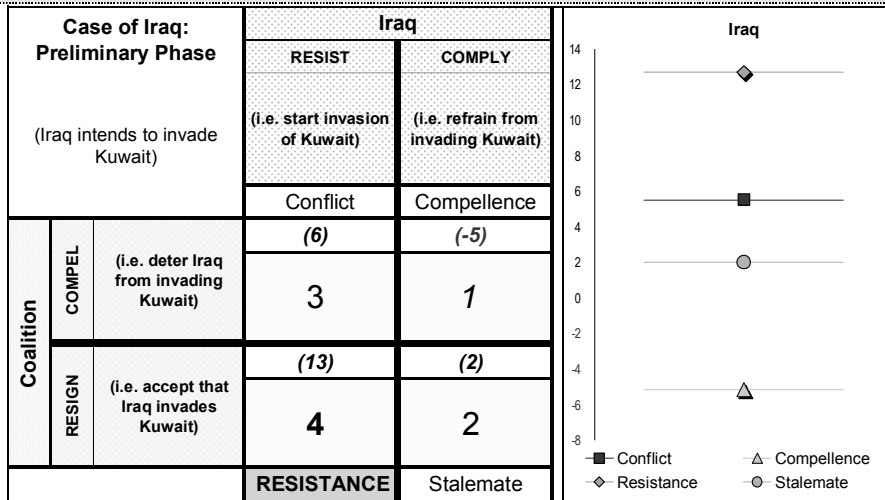 Case of Iraq:
Preliminary Phase
(Iraq intends to invade
Kuwait)
Iraq
RESIST
COMPLY
(i.e. start invasion
of Kuwait)
(i.e. refrain from
invading Kuwait)
Conflict
Compellence
Coalition
COMPEL
(i.e. deter Iraq
from invading
Kuwait)
(6)
(-5)
3
1
RESIGN
(i.e. accept that
Iraq invades
Kuwait)
(13)
(2)
4
2
RESISTANCE
Stalemate
Iraq
14
12
10
8
6
4
2
0
-2
-4
-6
-8
Conflict
Compellence
Resistance
Stalemate